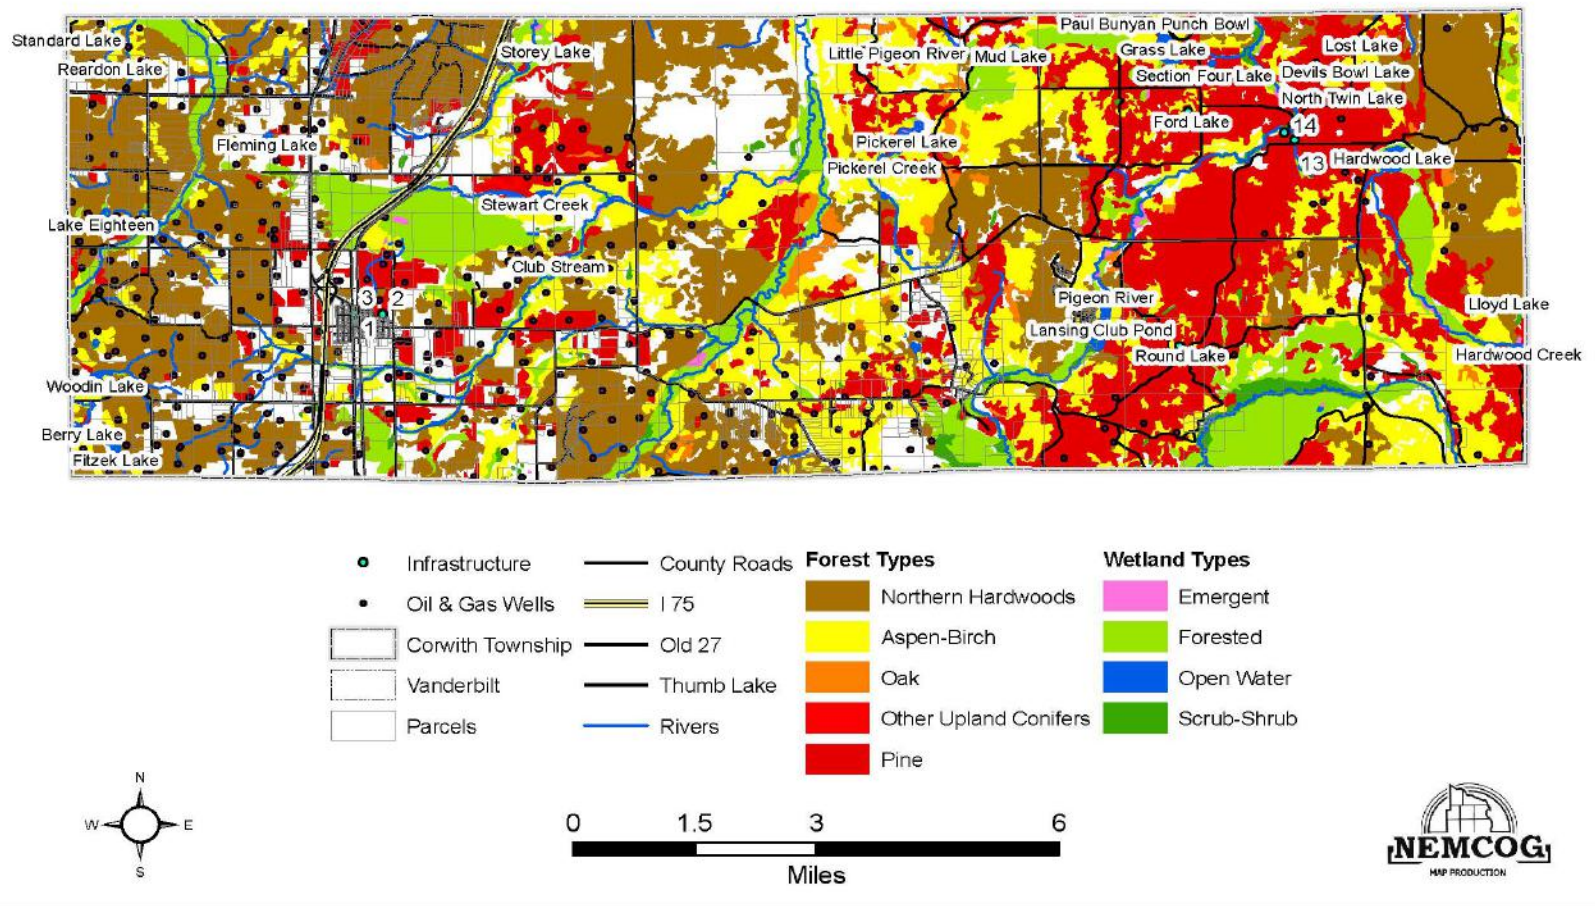 Paul Bunyan Punch Bowl
Standard Lake
Storey Lake
Little Pigeon River
Mud Lake
Grass Lake
Lost Lake
Reardon Lake
Section Four Lake
Devils Bowl Lake
North Twin Lake
Ford Lake
14
Fleming Lake
Pickerel Lake
13
Hardwood Lake
Pickerel Creek
Stewart Creek
Lake Eighteen
Club Stream
3
2
1
Pigeon River
Lloyd Lake
Lansing Club Pond
Round Lake
Hardwood Creek
Woodin Lake
Berry Lake
Fitzek Lake
Infrastructure
Oil & Gas Wells
Corwith Township
Vanderbilt
Parcels
County Roads
I 75
Old 27
Thumb Lake
Rivers
Forest Types
Northern Hardwoods
Aspen-Birch
Oak
Other Upland Conifers
Pine
Wetland Types
Emergent
Forested
Open Water
Scrub-Shrub
N
W E
S
0 1.5 3 6
Miles
NEMCOG
MAP PRODUCTION